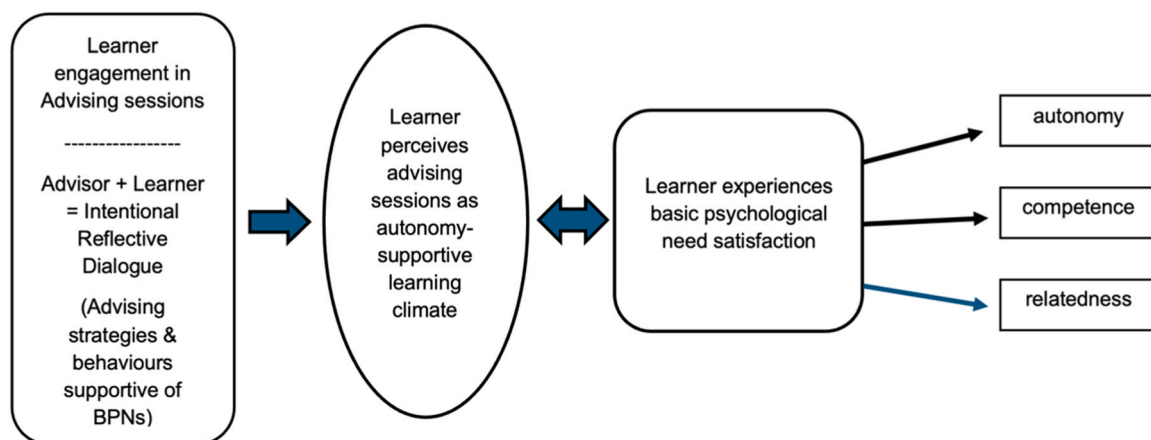 Learner
engagement in
Advising sessions
-----------------
Advisor + Learner
= Intentional
Reflective
Dialogue
(Advising
strategies &
behaviours
supportive of
BPNs)
Learner
perceives
advising
sessions as
autonomy-
supportive
learning
climate
Learner experiences
basic psychological
need satisfaction
autonomy
competence
relatedness